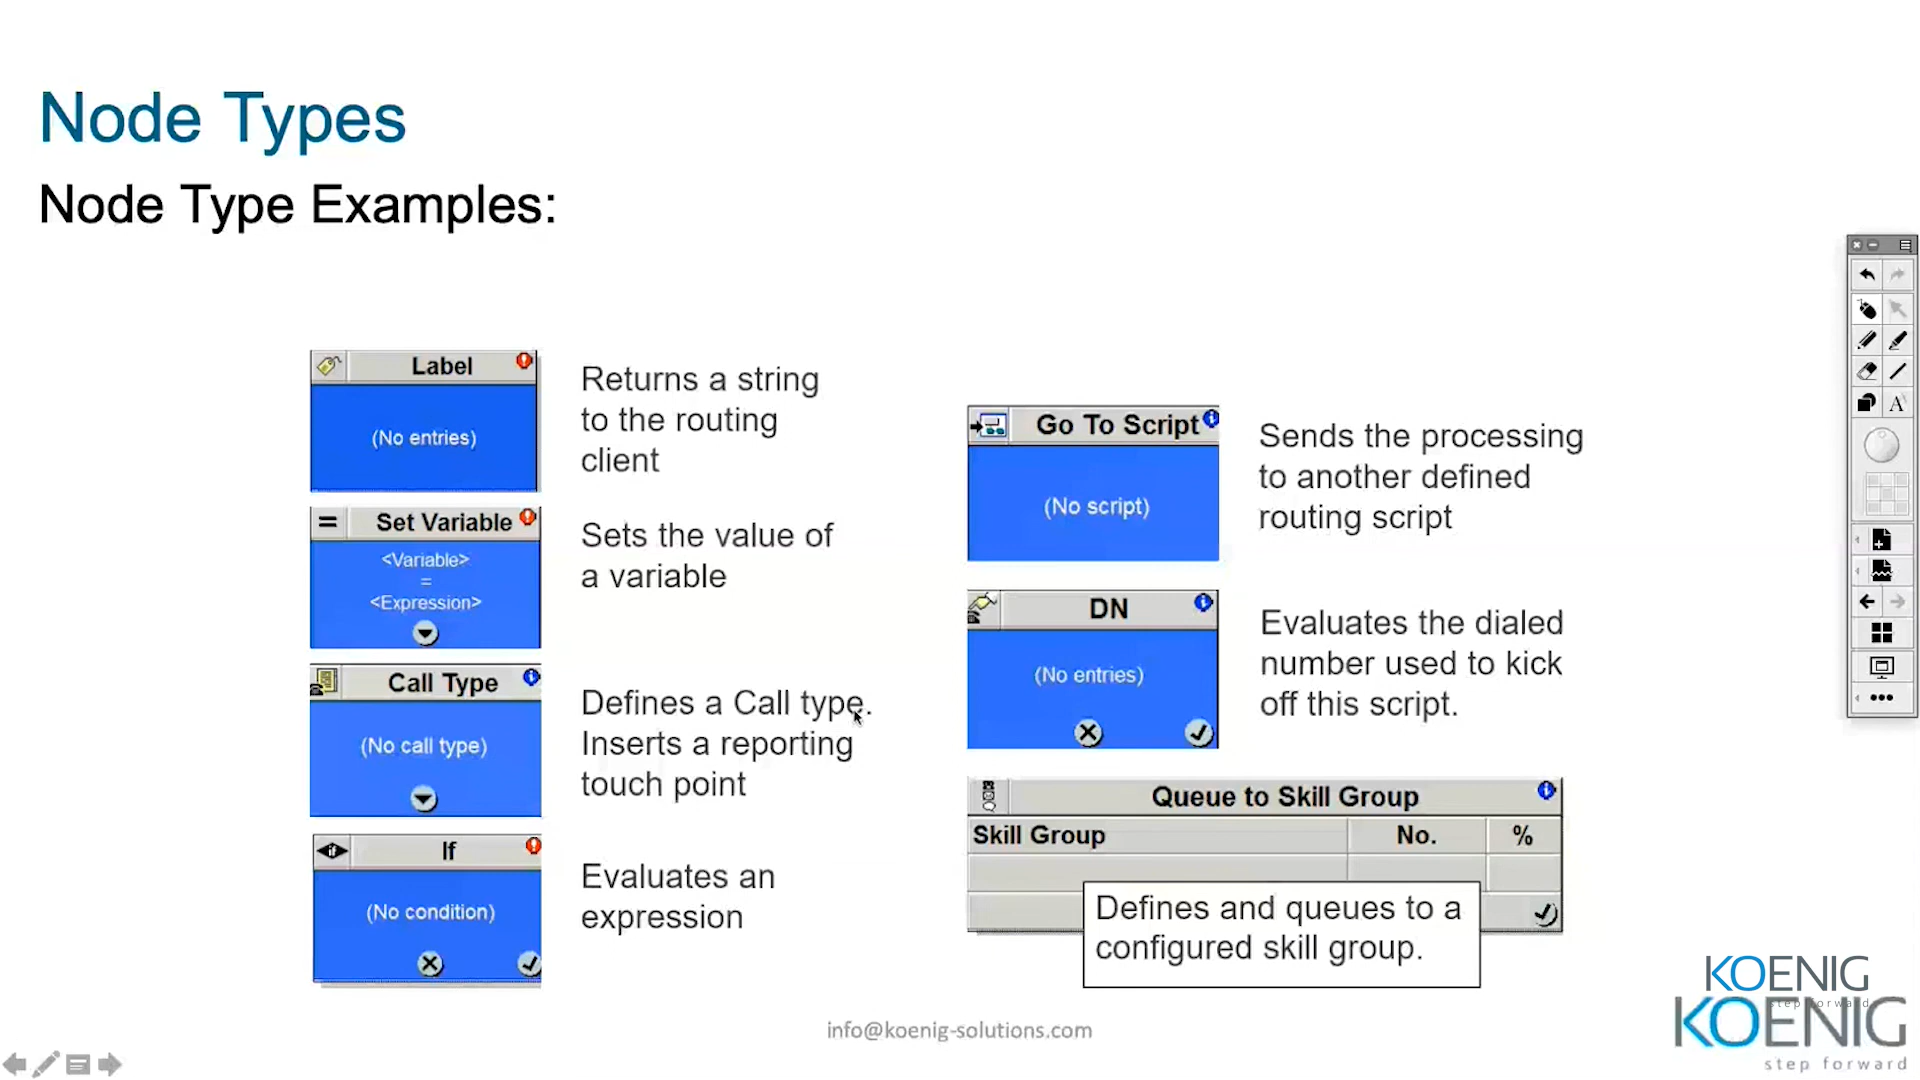 Node Types
Node Type Examples:
Label
(No entries)
Returns a string
to the routing
client
Set Variable
<Variable>
=
<Expression>
Sets the value of
a variable
Call Type
(No call type)
Defines a Call type.
Inserts a reporting
touch point
If
(No condition)
Evaluates an
expression
Go To Script
(No script)
Sends the processing
to another defined
routing script
DN
(No entries)
Evaluates the dialed
number used to kick
off this script.
Queue to Skill Group
Skill Group No. %
Defines and queues to a
configured skill group.
info@koenig-solutions.com
KOENIG
step forward
KOENIG
step forward